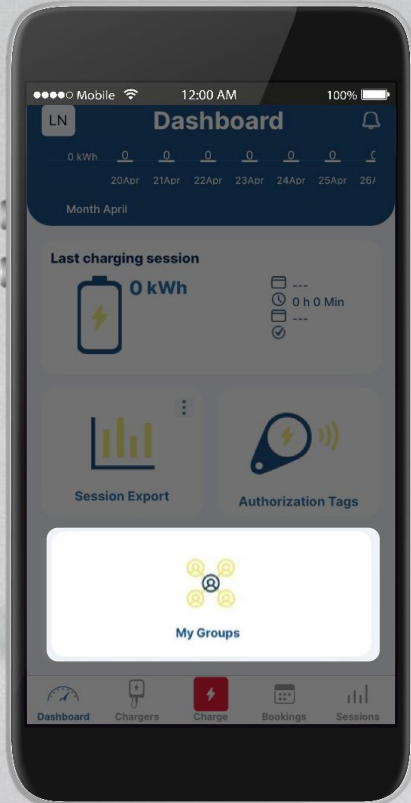 Mobile 12:00 AM 100%
LN Dashboard
0 kWh 0 0 0 0 0 0
20Apr 21Apr 22Apr 23Apr 24Apr 25Apr 26A
Month April
Last charging session
0 kWh
---
0 h 0 Min
---
Session Export
Authorization Tags
My Groups
Dashboard Chargers Charge Bookings Sessions